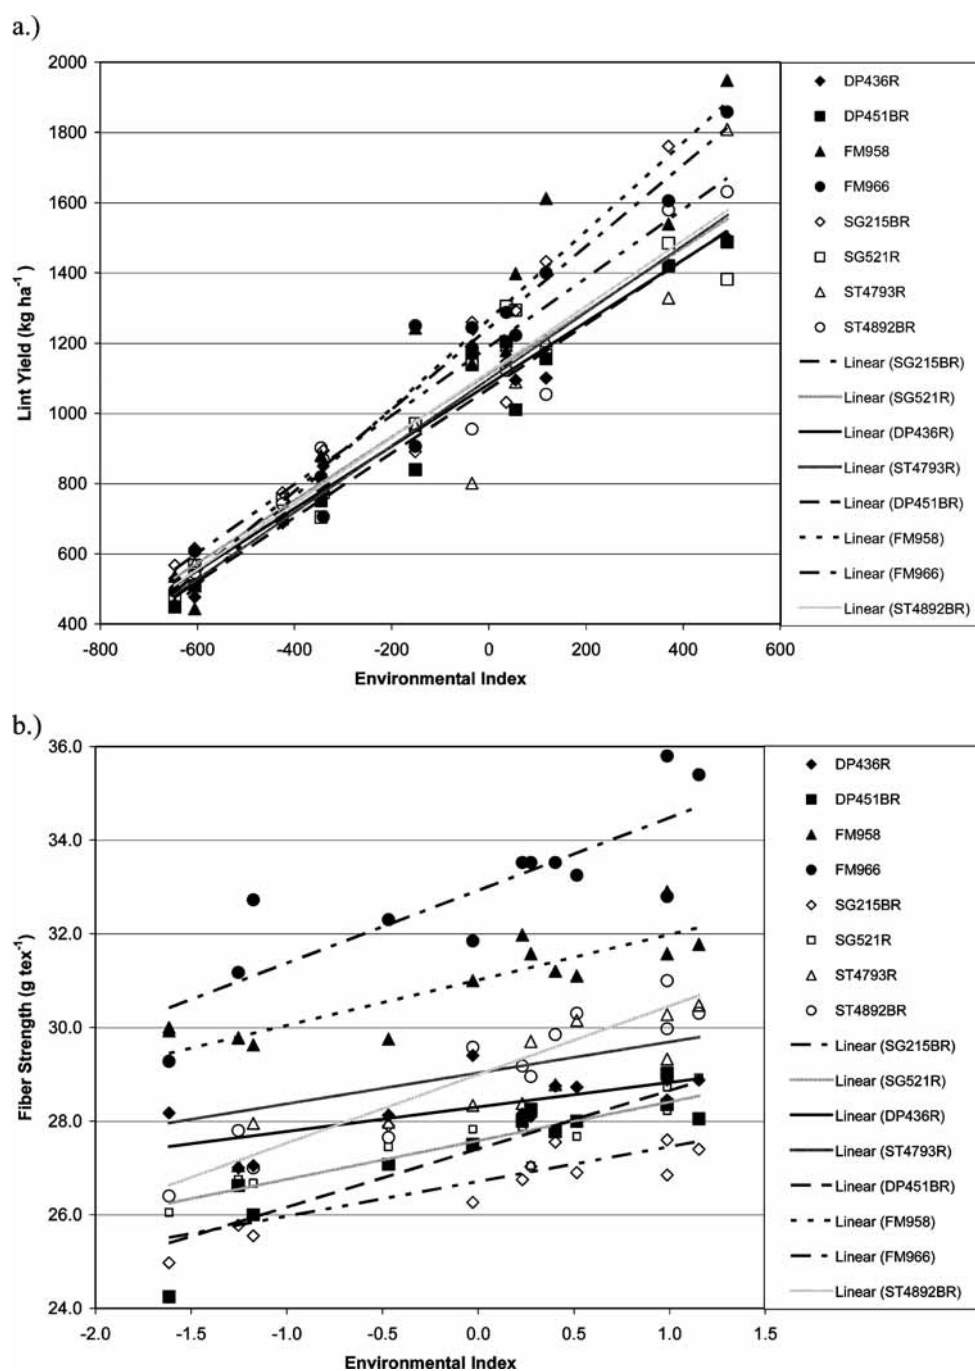 a.)
2000
1800
1600
1400
1200
1000
800
600
400
Lint Yield (kg ha⁻¹)
-800 -600 -400 -200 0 200 400 600
Environmental Index
DP436R
DP451BR
FM958
FM966
SG215BR
SG521R
ST4793R
ST4892BR
Linear (SG215BR)
Linear (SG521R)
Linear (DP436R)
Linear (ST4793R)
Linear (DP451BR)
Linear (FM958)
Linear (FM966)
Linear (ST4892BR)
b.)
36.0
34.0
32.0
30.0
28.0
26.0
24.0
Fiber Strength (g tex⁻¹)
-2.0 -1.5 -1.0 -0.5 0.0 0.5 1.0 1.5
Environmental Index
DP436R
DP451BR
FM958
FM966
SG215BR
SG521R
ST4793R
ST4892BR
Linear (SG215BR)
Linear (SG521R)
Linear (DP436R)
Linear (ST4793R)
Linear (DP451BR)
Linear (FM958)
Linear (FM966)
Linear (ST4892BR)